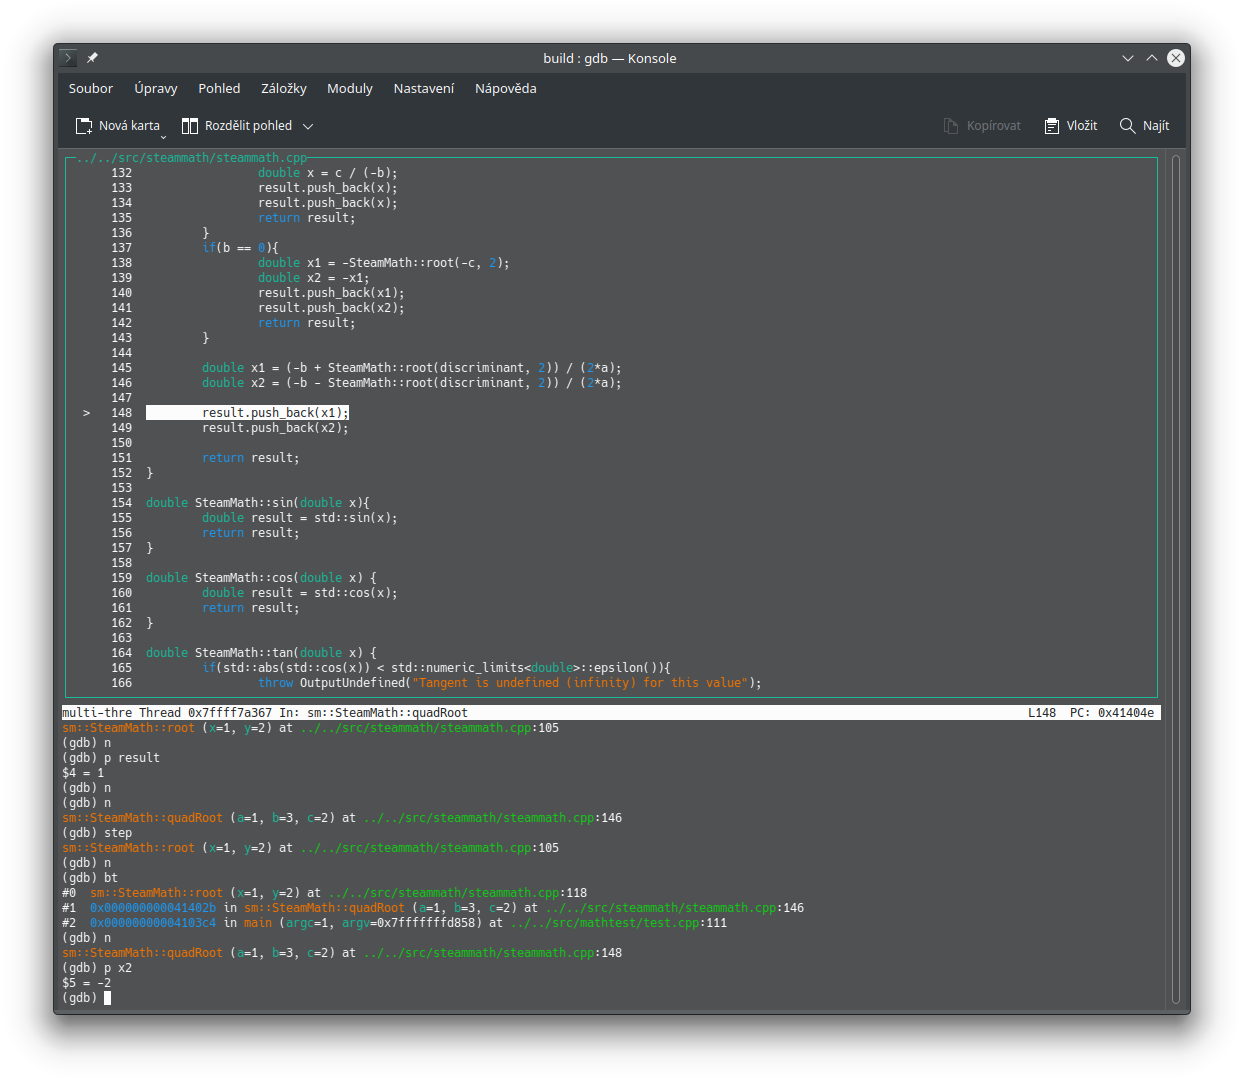 build : gdb — Konsole
Soubor Úpravy Pohled Záložky Moduly Nastavení Nápověda
Nová karta Rozdělit pohled Kopírovat Vložit Najít
../../src/steammath/steammath.cpp
132 double x = c / (-b);
133 result.push_back(x);
134 result.push_back(x);
135 return result;
136 }
137 if(b == 0){
138 double x1 = -SteamMath::root(-c, 2);
139 double x2 = -x1;
140 result.push_back(x1);
141 result.push_back(x2);
142 return result;
143 }
144
145 double x1 = (-b + SteamMath::root(discriminant, 2)) / (2*a);
146 double x2 = (-b - SteamMath::root(discriminant, 2)) / (2*a);
147
> 148 result.push_back(x1);
149 result.push_back(x2);
150
151 return result;
152 }
153
154 double SteamMath::sin(double x){
155 double result = std::sin(x);
156 return result;
157 }
158
159 double SteamMath::cos(double x) {
160 double result = std::cos(x);
161 return result;
162 }
163
164 double SteamMath::tan(double x) {
165 if(std::abs(std::cos(x)) < std::numeric_limits<double>::epsilon()){
166 throw OutputUndefined("Tangent is undefined (infinity) for this value");
multi-thre Thread 0x7ffff7a367 In: sm::SteamMath::quadRoot L148 PC: 0x41404e
sm::SteamMath::root (x=1, y=2) at ../../src/steammath/steammath.cpp:105
(gdb) n
(gdb) p result
$4 = 1
(gdb) n
(gdb) n
sm::SteamMath::quadRoot (a=1, b=3, c=2) at ../../src/steammath/steammath.cpp:146
(gdb) step
sm::SteamMath::root (x=1, y=2) at ../../src/steammath/steammath.cpp:105
(gdb) n
(gdb) bt
#0 sm::SteamMath::root (x=1, y=2) at ../../src/steammath/steammath.cpp:118
#1 0x000000000041402b in sm::SteamMath::quadRoot (a=1, b=3, c=2) at ../../src/steammath/steammath.cpp:146
#2 0x00000000004103c4 in main (argc=1, argv=0x7fffffffd858) at ../../src/mathtest/test.cpp:111
(gdb) n
sm::SteamMath::quadRoot (a=1, b=3, c=2) at ../../src/steammath/steammath.cpp:148
(gdb) p x2
$5 = -2
(gdb)